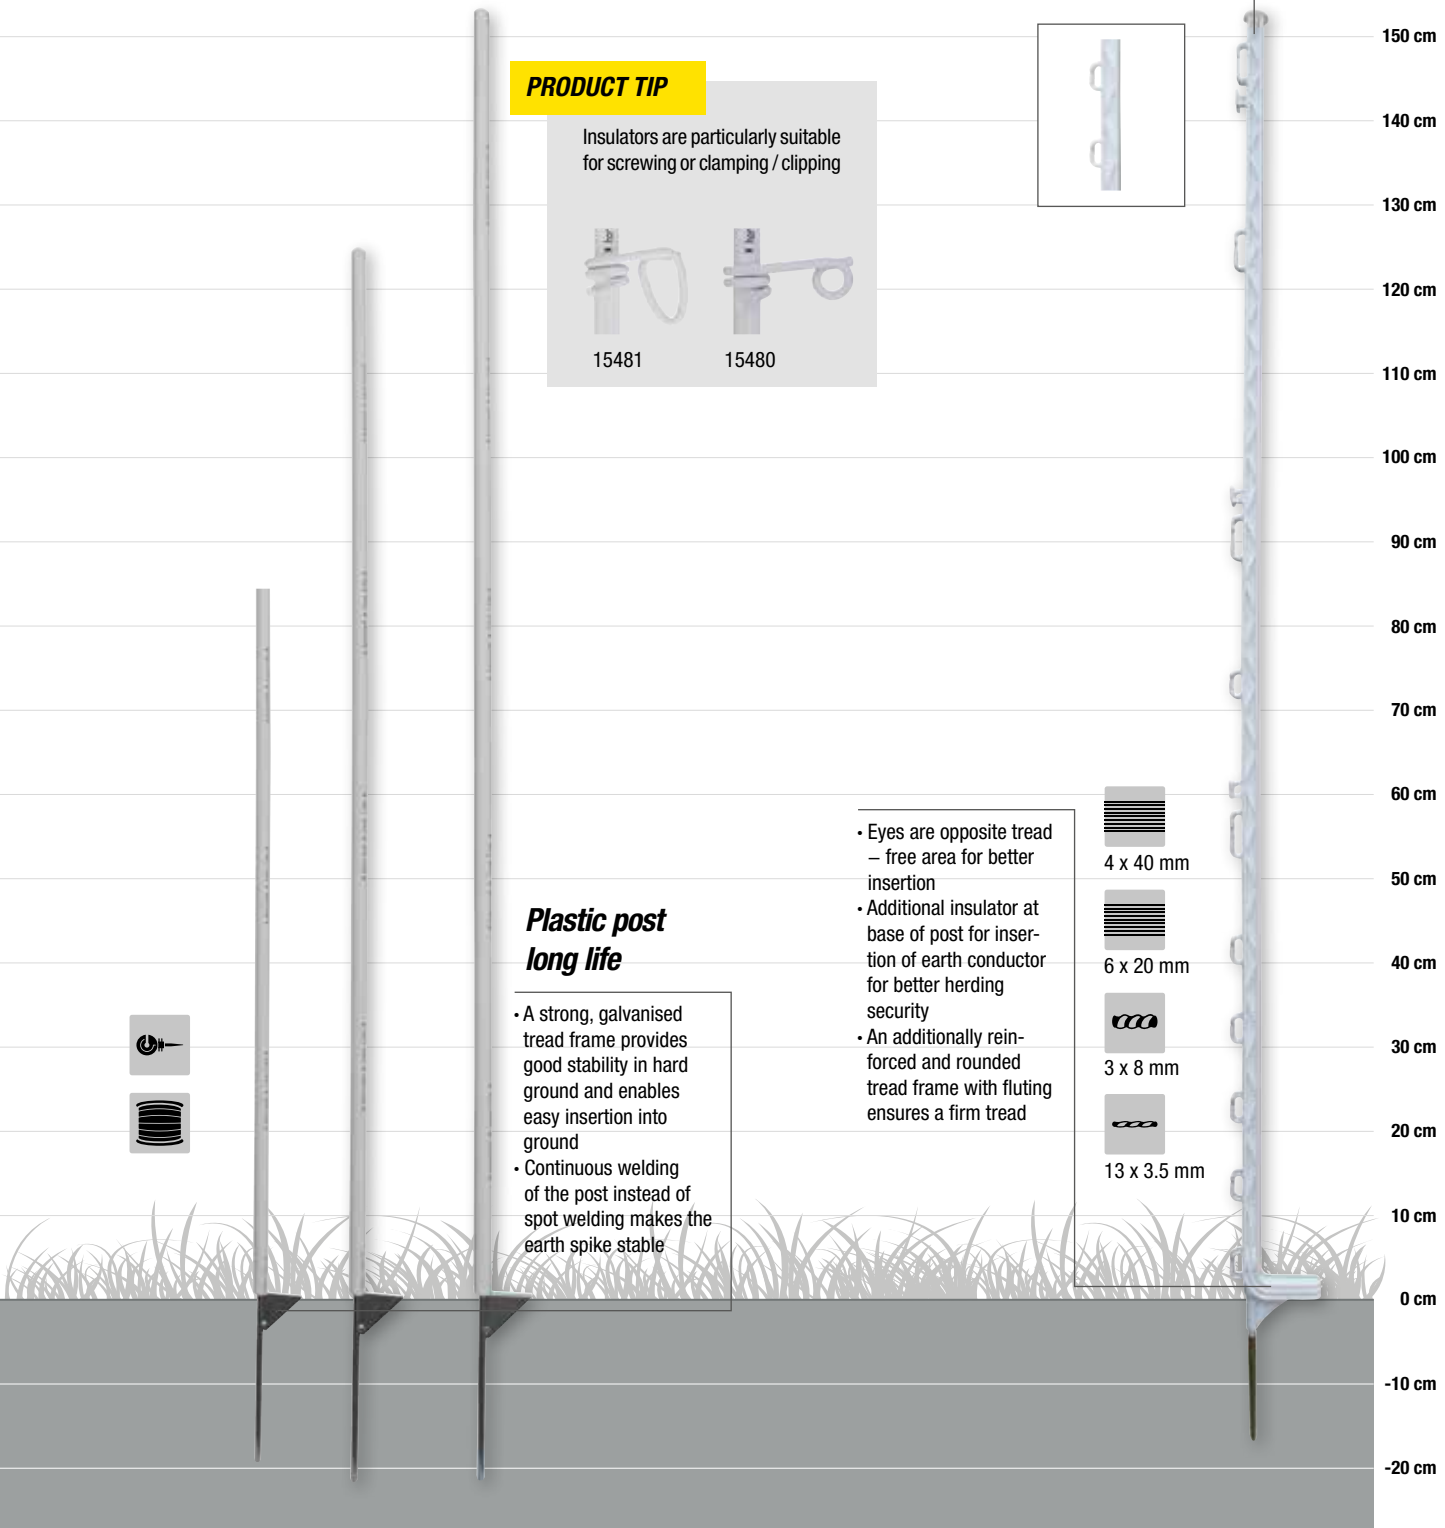 PRODUCT TIP
Insulators are particularly suitable
for screwing or clamping / clipping
15481
15480
Plastic post
long life
• A strong, galvanised
tread frame provides
good stability in hard
ground and enables
easy insertion into
ground
• Continuous welding
of the post instead of
spot welding makes the
earth spike stable
• Eyes are opposite tread
– free area for better
insertion
• Additional insulator at
base of post for inser-
tion of earth conductor
for better herding
security
• An additionally rein-
forced and rounded
tread frame with fluting
ensures a firm tread
4 x 40 mm
6 x 20 mm
3 x 8 mm
13 x 3.5 mm
150 cm
140 cm
130 cm
120 cm
110 cm
100 cm
90 cm
80 cm
70 cm
60 cm
50 cm
40 cm
30 cm
20 cm
10 cm
0 cm
-10 cm
-20 cm